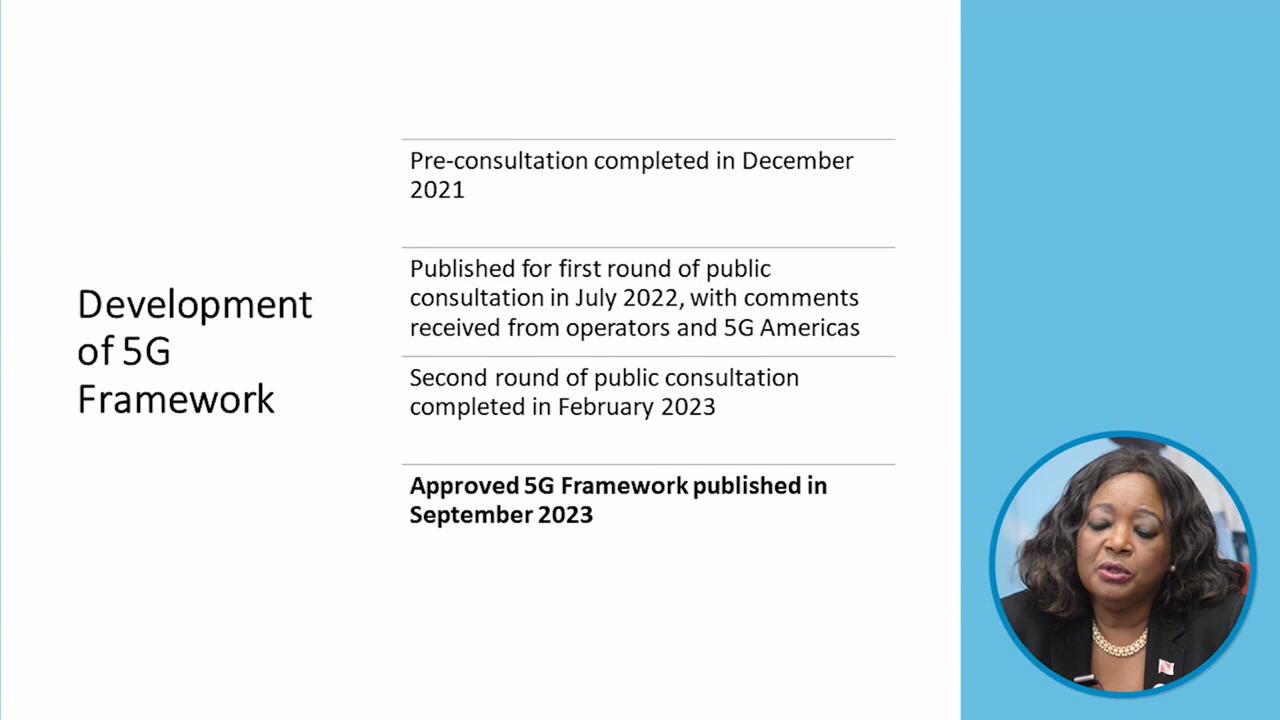 Development
of 5G
Framework
Pre-consultation completed in December
2021
Published for first round of public
consultation in July 2022, with comments
received from operators and 5G Americas
Second round of public consultation
completed in February 2023
Approved 5G Framework published in
September 2023